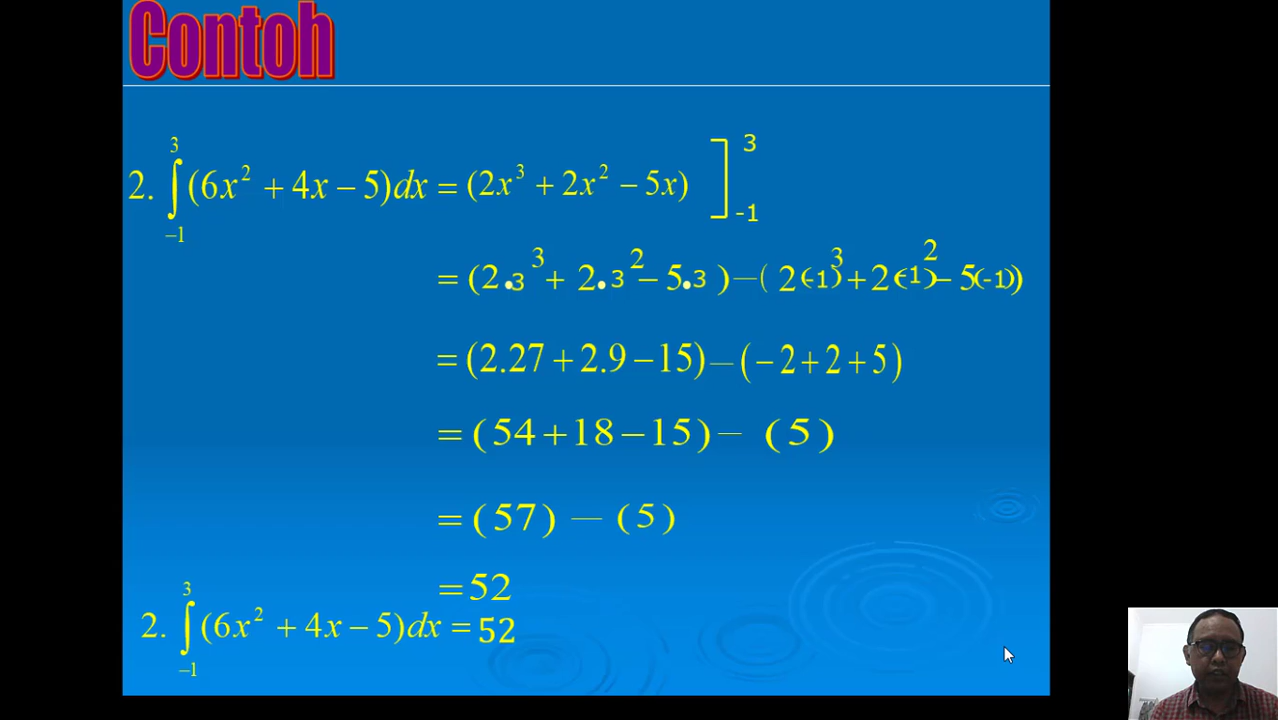 Contoh
2. ∫₋₁³ (6x² + 4x − 5)dx = (2x³ + 2x² − 5x) ]₋₁³
= (2.3³ + 2.3² − 5.3) − (2(-1)³ + 2(-1)² − 5(-1))
= (2.27 + 2.9 − 15) − (−2 + 2 + 5)
= (54 + 18 − 15) − (5)
= (57) − (5)
= 52
2. ∫₋₁³ (6x² + 4x − 5)dx = 52